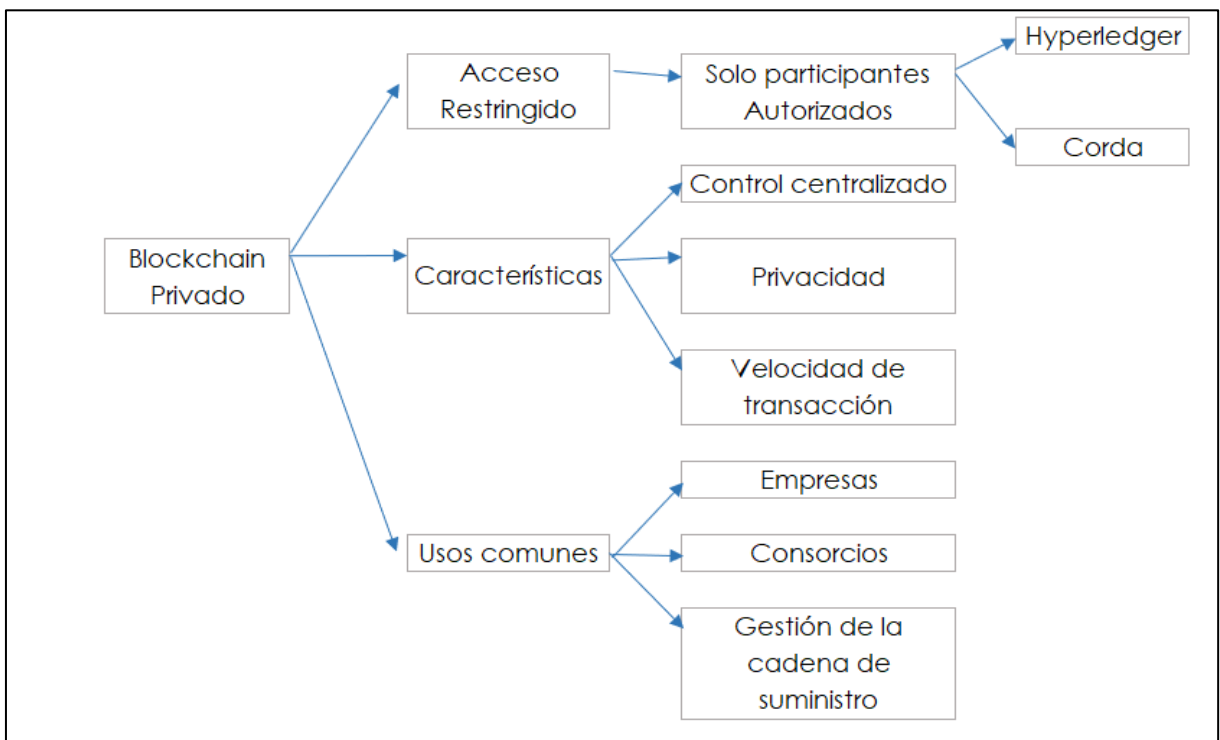 Hyperledger
Acceso
Restringido
Solo participantes
Autorizados
Corda
Control centralizado
Blockchain
Privado
Característícas
Privacidad
Velocidad de
transacción
Empresas
Usos comunes
Consorcios
Gestión de la
cadena de
suministro